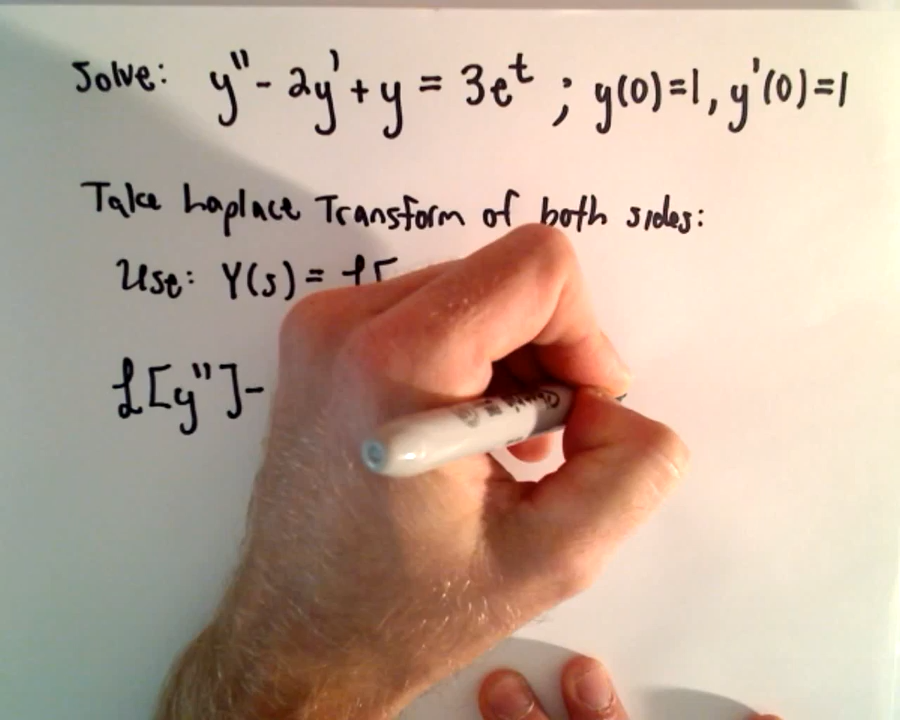 Solve: y" - 2y' + y = 3e^t ; y(0)=1, y'(0)=1
Take Laplace Transform of both sides:
Use: Y(s) = ℒ[
ℒ[y"]-